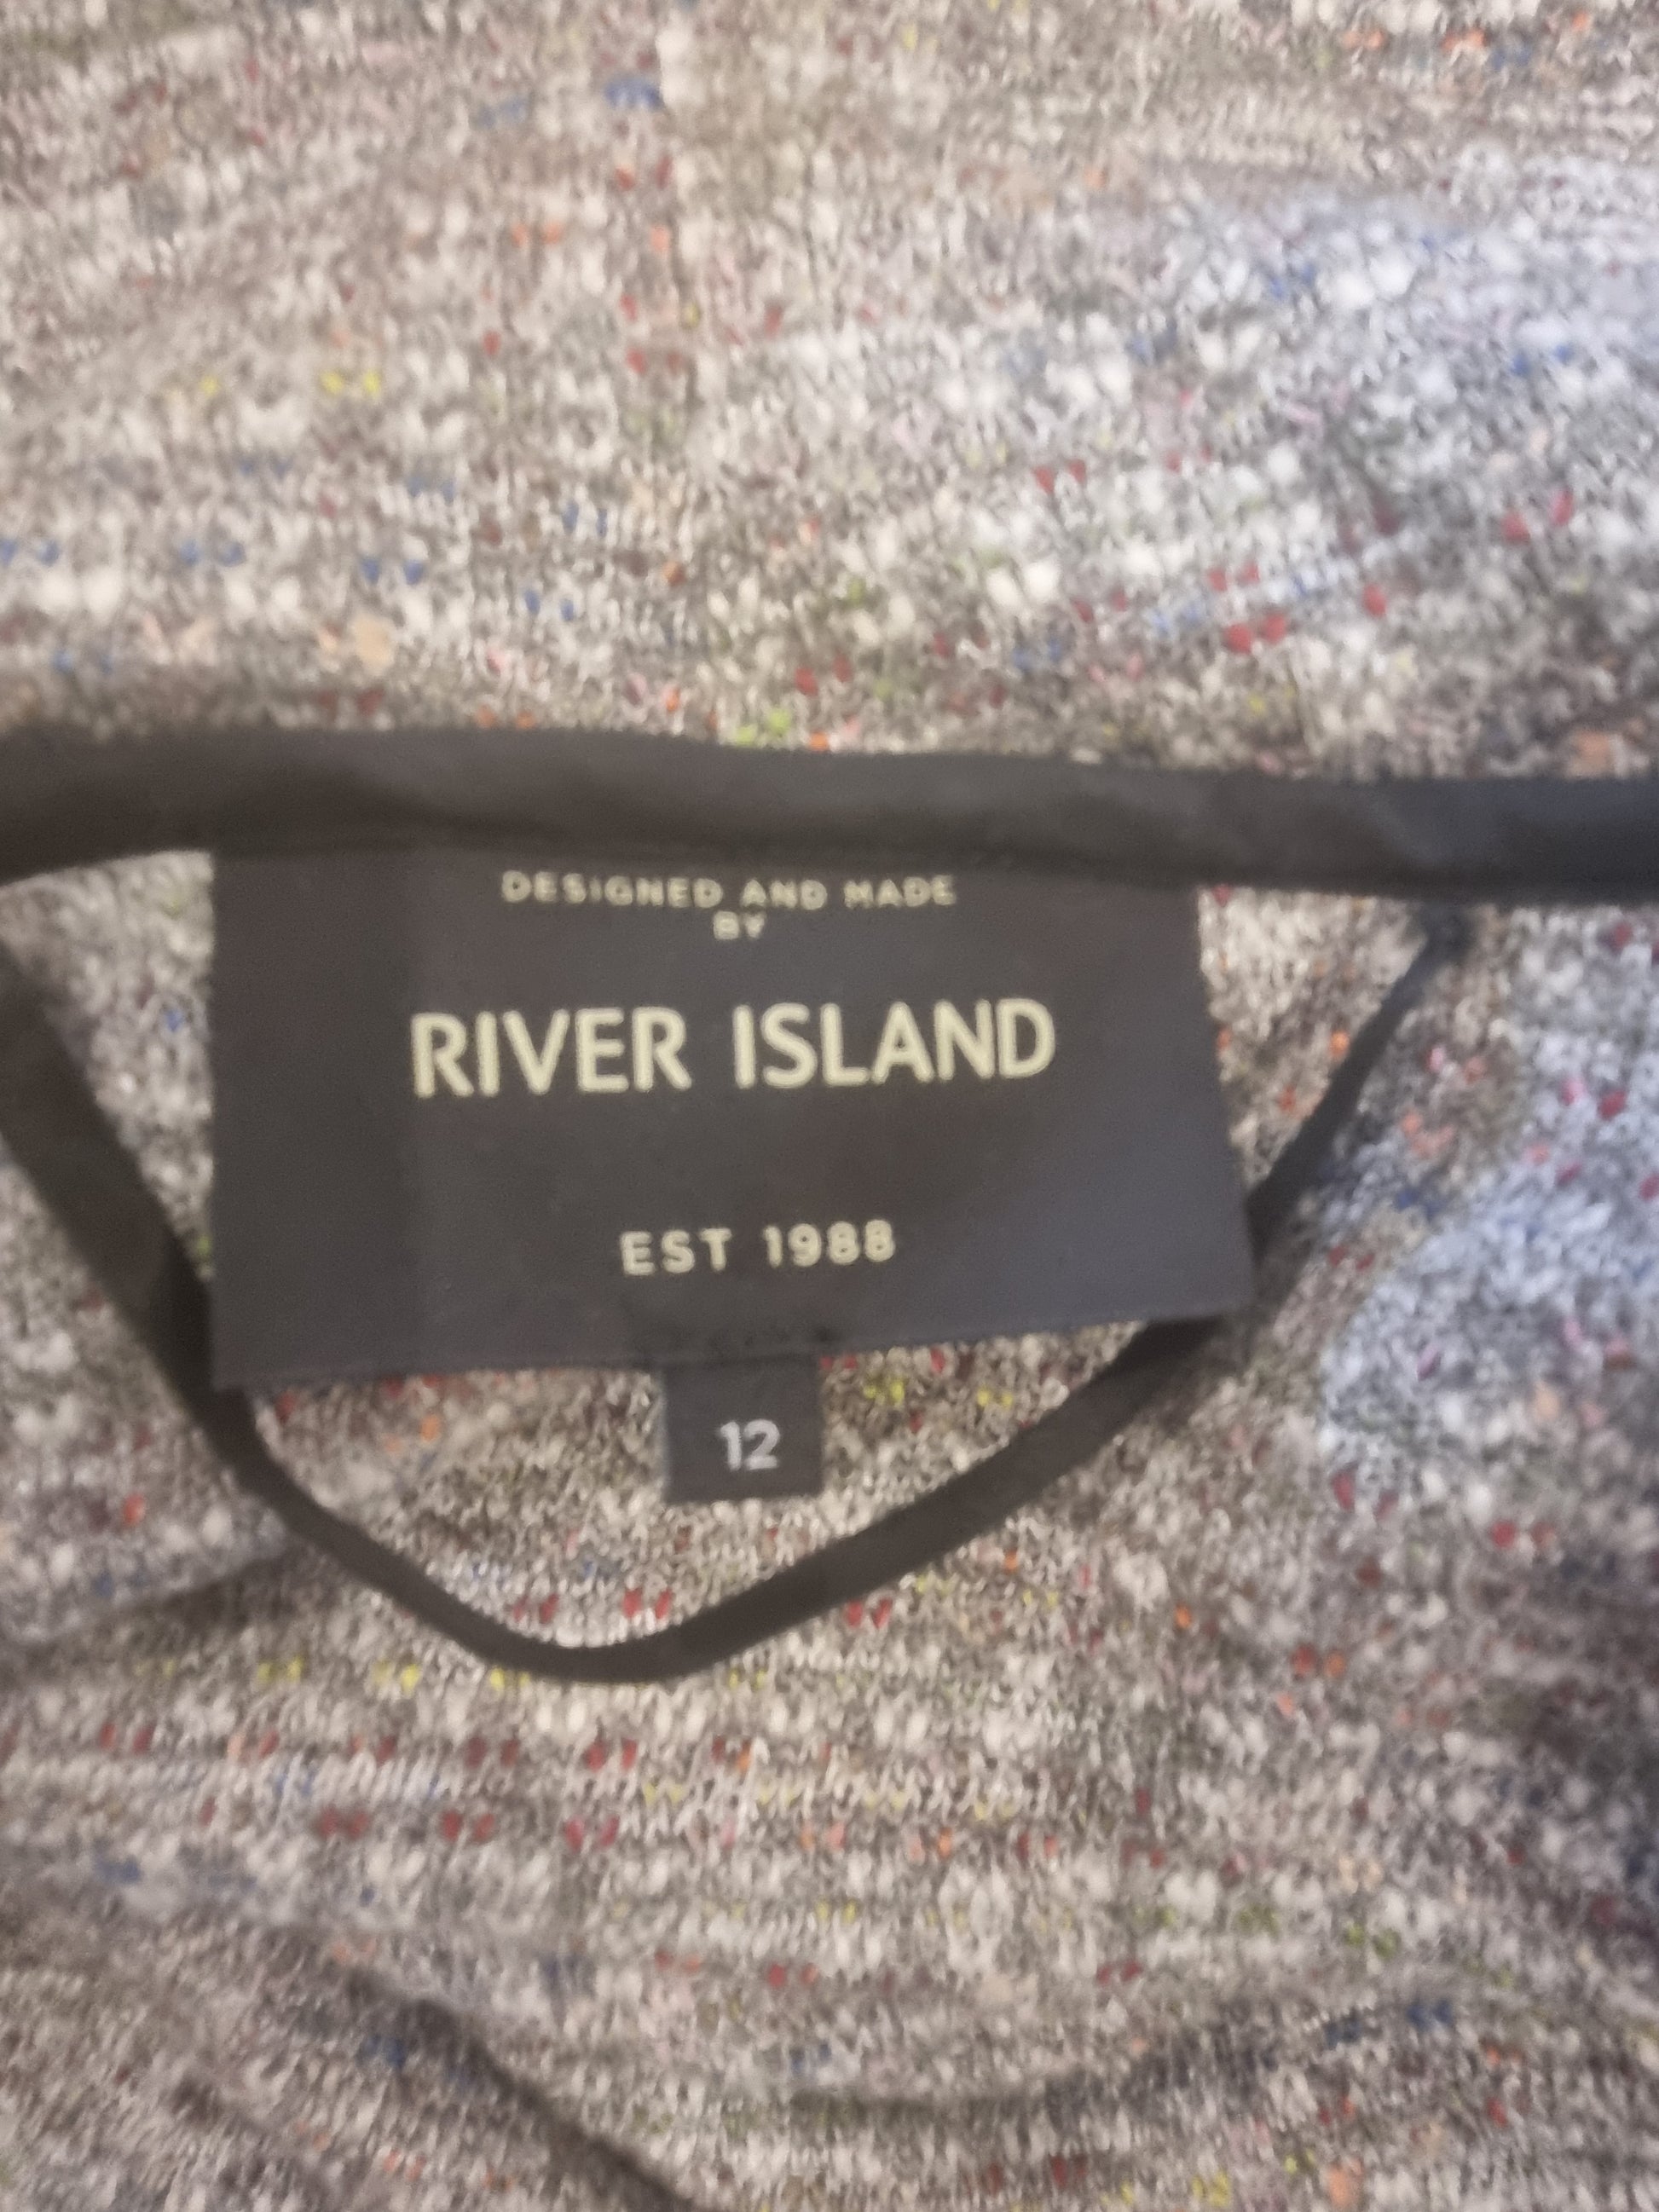 DESIGNED AND MADE
BY
RIVER ISLAND
EST 1988
12